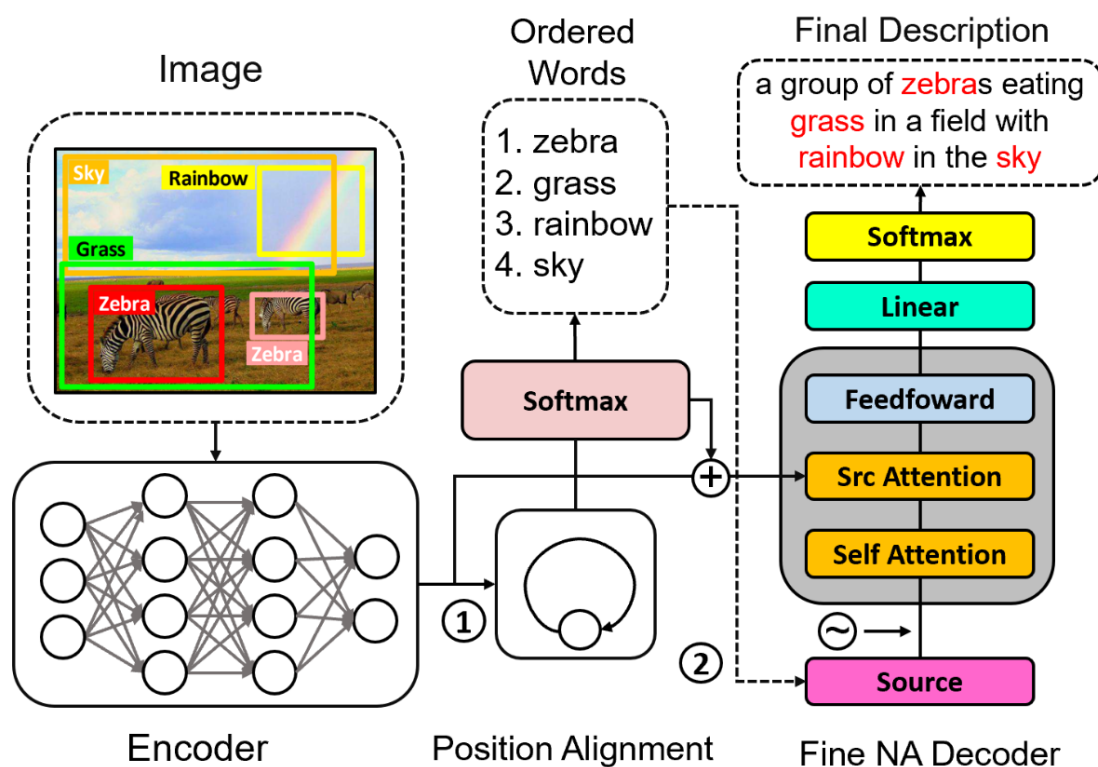 Image
Sky
Rainbow
Grass
Zebra
Zebra
Encoder
Ordered
Words
1. zebra
2. grass
3. rainbow
4. sky
Softmax
+
①
②
Position Alignment
Final Description
a group of zebras eating
grass in a field with
rainbow in the sky
Softmax
Linear
Feedfoward
Src Attention
Self Attention
~
Source
Fine NA Decoder